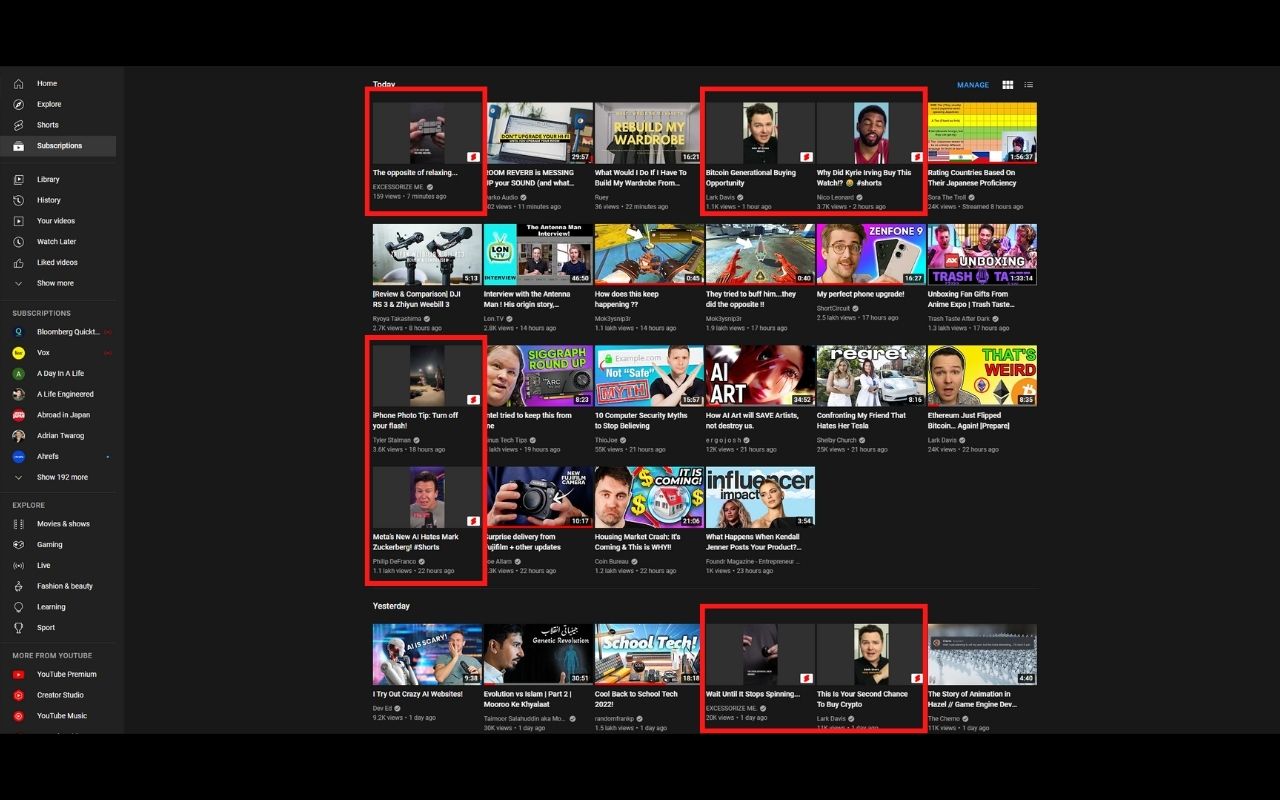 Home
Explore
Shorts
Subscriptions
Library
History
Your videos
Watch Later
Liked videos
Show more
SUBSCRIPTIONS
Bloomberg Quickt...
Vox
A Day In A Life
A Life Engineered
Abroad in Japan
Adrian Twarog
Ahrefs
Show 192 more
EXPLORE
Movies & shows
Gaming
Live
Fashion & beauty
Learning
Sport
MORE FROM YOUTUBE
YouTube Premium
Creator Studio
YouTube Music
Today
MANAGE
The opposite of relaxing...
EXCESSORIZE ME.
159 views • 7 minutes ago
DON'T UPGRADE YOUR HI-FI
UNTIL YOU UPGRADE YOUR ROOM
29:57
ROOM REVERB is MESSING
UP your SOUND (and what...
Darko Audio
views • 11 minutes ago
REBUILD MY
WARDROBE
16:21
What Would I Do If I Have To
Build My Wardrobe From...
Ruey
36 views • 22 minutes ago
Bitcoin Generational Buying
Opportunity
Lark Davis
1.1K views • 1 hour ago
Why Did Kyrie Irving Buy This
Watch!? 🤣 #shorts
Nico Leonard
3.7K views • 2 hours ago
1:56:37
Rating Countries Based On
Their Japanese Proficiency
Sora The Troll
24K views • Streamed 8 hours ago
5:13
[Review & Comparison] DJI
RS 3 & Zhiyun Weebill 3
Ryoya Takashima
2.7K views • 8 hours ago
The Antenna Man
Interview!
LON
.TV
INTERVIEW
46:50
Interview with the Antenna
Man ! His origin story,...
Lon.TV
2.8K views • 14 hours ago
0:45
How does this keep
happening ??
Mok3ysnip3r
1.1 lakh views • 14 hours ago
0:40
They tried to buff him...they
did the opposite !!
Mok3ysnip3r
1.9 lakh views • 17 hours ago
ZENFONE 9
16:27
My perfect phone upgrade!
ShortCircuit
2.5 lakh views • 17 hours ago
UNBOXING
TRASH TA
1:33:14
Unboxing Fan Gifts From
Anime Expo | Trash Taste...
Trash Taste After Dark
1.3 lakh views • 17 hours ago
iPhone Photo Tip: Turn off
your flash!
Tyler Stalman
3.6K views • 18 hours ago
SIGGRAPH
ROUND UP
ARC
8:23
Intel tried to keep this from
me
Linus Tech Tips
lakh views • 19 hours ago
Example.com
Not "Safe"
MYTH
15:57
10 Computer Security Myths
to Stop Believing
ThioJoe
55K views • 21 hours ago
AI
ART
34:52
How AI Art will SAVE Artists,
not destroy us.
e r g o j o s h
12K views • 21 hours ago
regret
8:16
Confronting My Friend That
Hates Her Tesla
Shelby Church
25K views • 21 hours ago
THAT'S
WEIRD
8:35
Ethereum Just Flipped
Bitcoin... Again! [Prepare]
Lark Davis
24K views • 22 hours ago
Meta's New AI Hates Mark
Zuckerberg! #Shorts
Philip DeFranco
1.1 lakh views • 22 hours ago
NEW
FUJIFILM
CAMERA
10:17
Surprise delivery from
Fujifilm + other updates
Joe Allam
views • 22 hours ago
IT IS
COMING!
21:06
Housing Market Crash: It's
Coming & This is WHY!!
Coin Bureau
1.2 lakh views • 22 hours ago
influencer
impact
3:54
What Happens When Kendall
Jenner Posts Your Product?...
Foundr Magazine - Entrepreneur ...
1K views • 23 hours ago
Yesterday
AI IS SCARY!
9:38
I Try Out Crazy AI Websites!
Dev Ed
9.2K views • 1 day ago
جینیاتی انقلاب
Genetic Revolution
30:51
Evolution vs Islam | Part 2 |
Mooroo Ke Khyalaat
Taimoor Salahuddin aka Mo...
30K views • 1 day ago
School Tech!
18:18
Cool Back to School Tech
2022!
randomfrankp
1.5 lakh views • 1 day ago
Wait Until It Stops Spinning...
EXCESSORIZE ME.
20K views • 1 day ago
This Is Your Second Chance
To Buy Crypto
Lark Davis
11K views • 1 day ago
4:40
The Story of Animation in
Hazel // Game Engine Dev...
The Cherno
11K views • 1 day ago